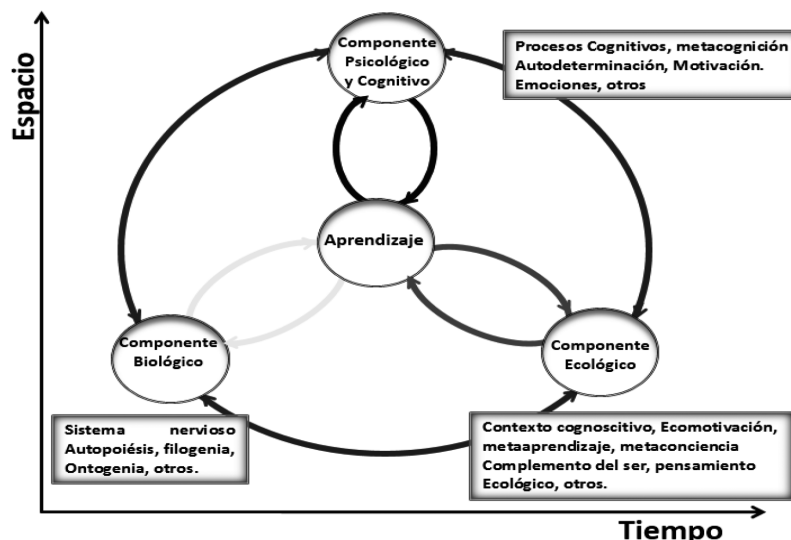 Espacio
Componente
Psicológico
y Cognitivo
Procesos Cognitivos, metacognición
Autodeterminación, Motivación.
Emociones, otros
Aprendizaje
Componente
Biológico
Componente
Ecológico
Sistema nervioso
Autopoiésis, filogenia,
Ontogenia, otros.
Contexto cognoscitivo, Ecomotivación,
metaaprendizaje, metaconciencia
Complemento del ser, pensamiento
Ecológico, otros.
Tiempo